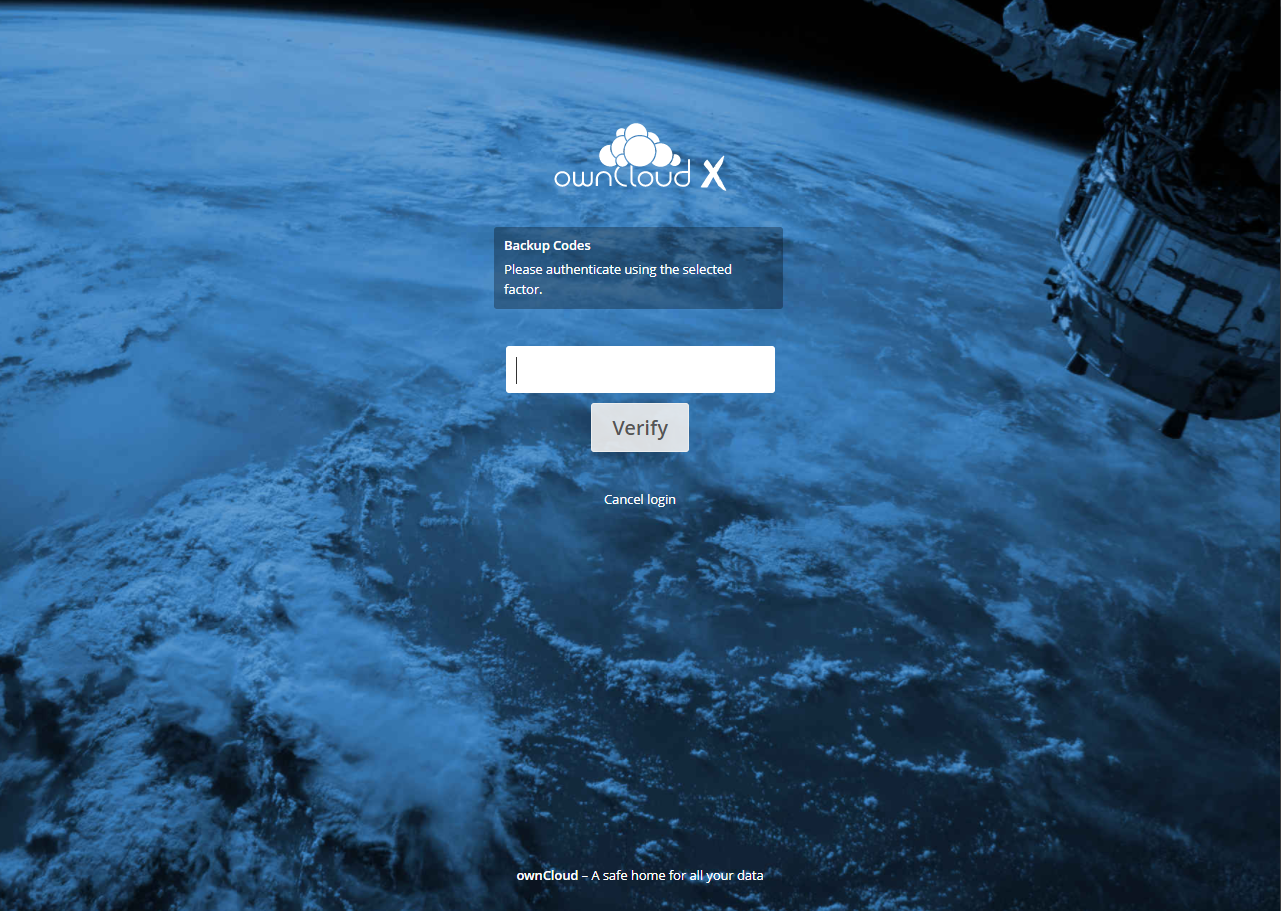 ownCloud X
Backup Codes
Please authenticate using the selected
factor.
Verify
Cancel login
ownCloud – A safe home for all your data